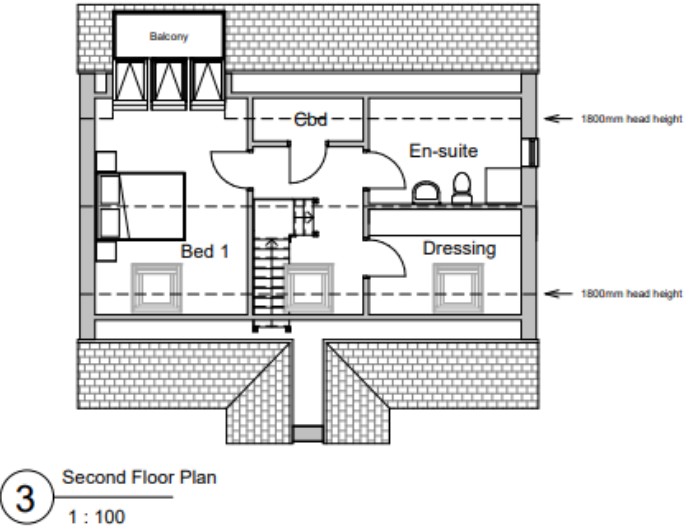 Balcony
Cbd
1800mm head height
En-suite
Bed 1
Dressing
1800mm head height
3
Second Floor Plan
1 : 100